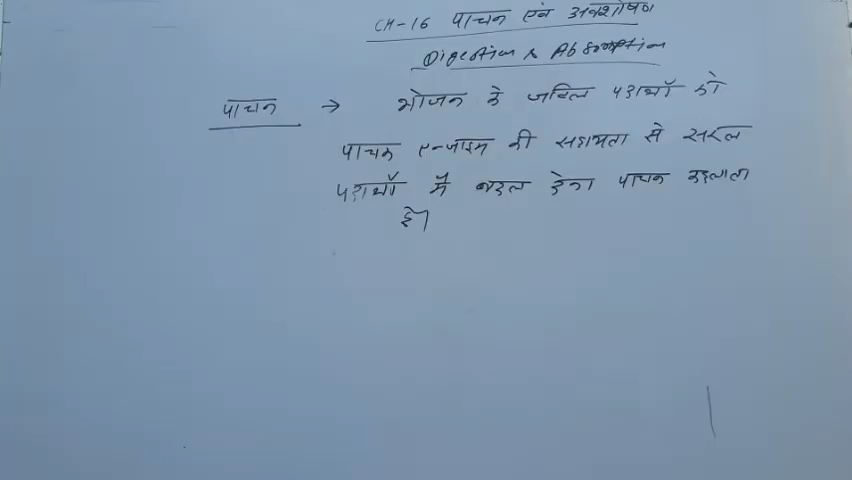 CH-16 पाचन एवं अवशोषण
Digestion & Absorption
पाचन → भोजन के जटिल पदार्थों को
पाचक एन्जाइम की सहायता से सरल
पदार्थों में बदल देना पाचन कहलाता
है।